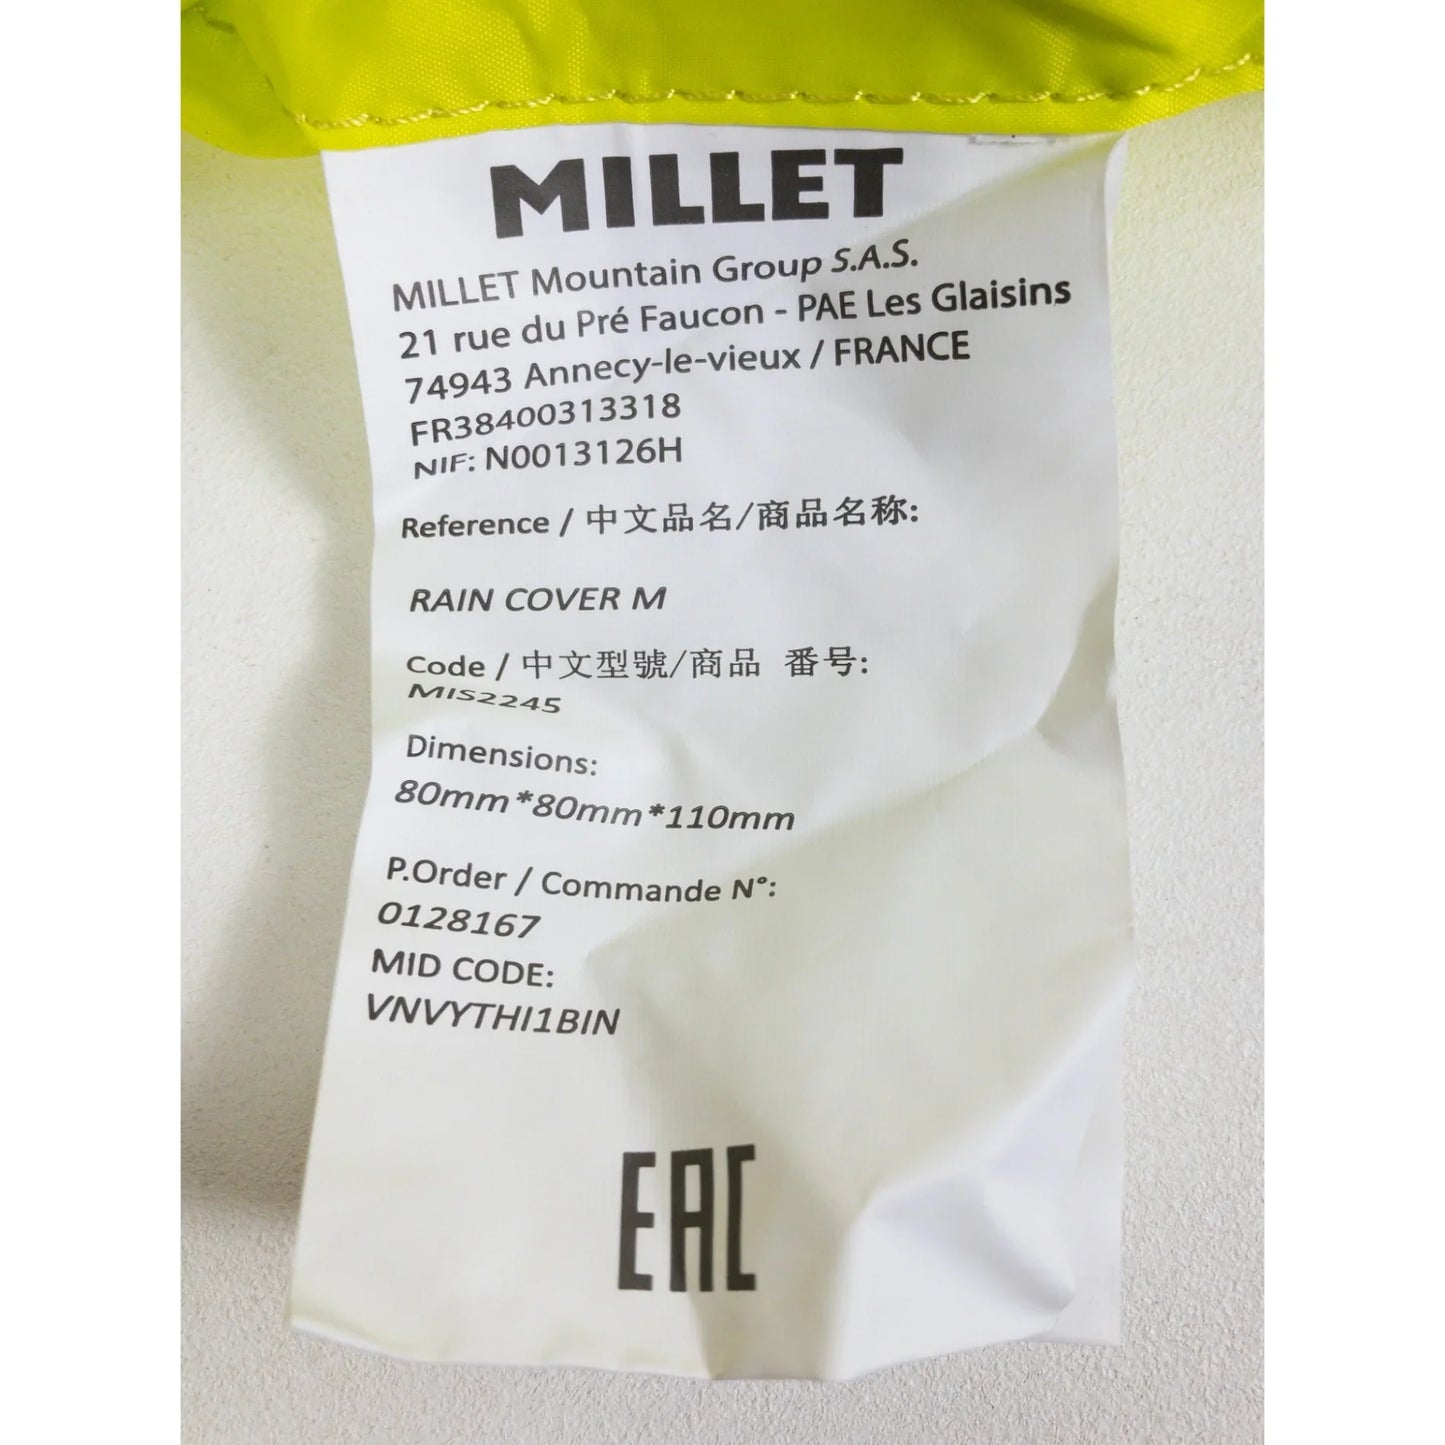 MILLET
MILLET Mountain Group S.A.S.
21 rue du Pré Faucon - PAE Les Glaisins
74943 Annecy-le-vieux / FRANCE
FR38400313318
NIF: N0013126H
Reference / 中文品名/商品名称:
RAIN COVER M
Code / 中文型號/商品 番号:
MIS2245
Dimensions:
80mm*80mm*110mm
P.Order / Commande N°:
0128167
MID CODE:
VNVYTHI1BIN
EAC